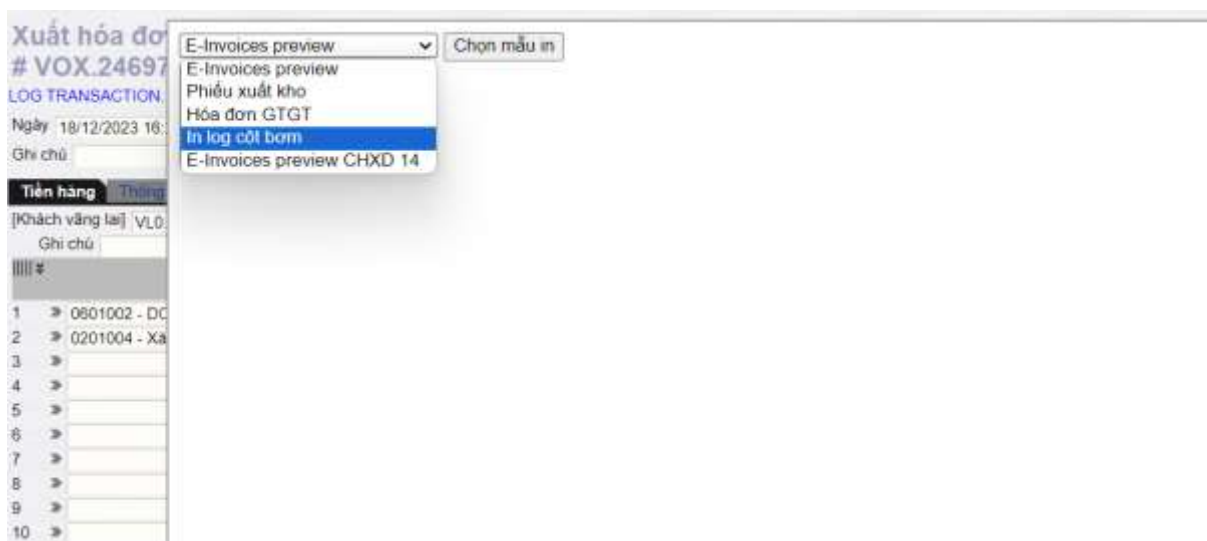 Xuất hóa đơ
# VOX.24697
LOG TRANSACTION.
Ngày 18/12/2023 16:
Ghi chú
Tiền hàng Thông
[Khách vãng lai] VL0
Ghi chú
1 0601002 - DO
2 0201004 - Xă
3
4
5
6
7
8
9
10
E-Invoices preview Chọn mẫu in
E-Invoices preview
Phiếu xuất kho
Hóa đơn GTGT
In log cột bơm
E-Invoices preview CHXD 14